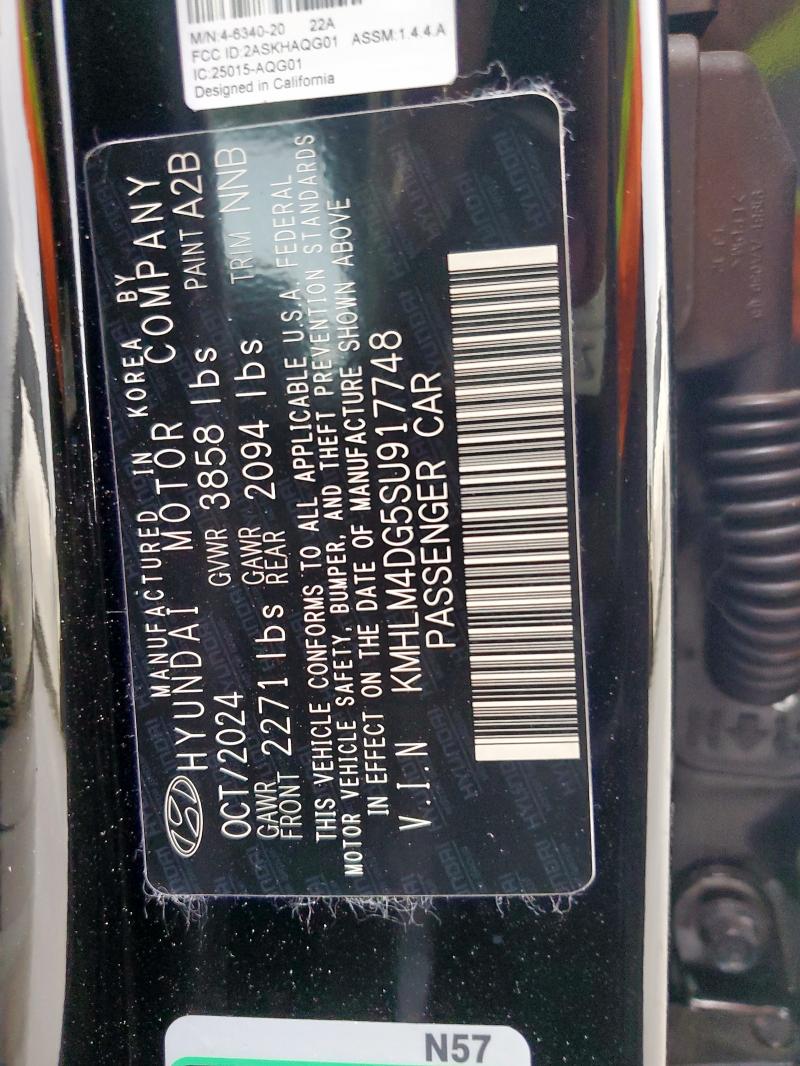 M/N:4-6340-20 22A
FCC ID:2ASKHAQG01 ASSM:1.4.4.A
IC:25015-AQG01
Designed in California
MANUFACTURED IN KOREA BY
HYUNDAI MOTOR COMPANY
OCT/2024 GVWR 3858 lbs PAINT A2B
GAWR FRONT 2271 lbs GAWR REAR 2094 lbs TRIM NNB
THIS VEHICLE CONFORMS TO ALL APPLICABLE U.S.A. FEDERAL
MOTOR VEHICLE SAFETY, BUMPER, AND THEFT PREVENTION STANDARDS
IN EFFECT ON THE DATE OF MANUFACTURE SHOWN ABOVE
V.I.N KMHLM4DG5SU917748
PASSENGER CAR
N57